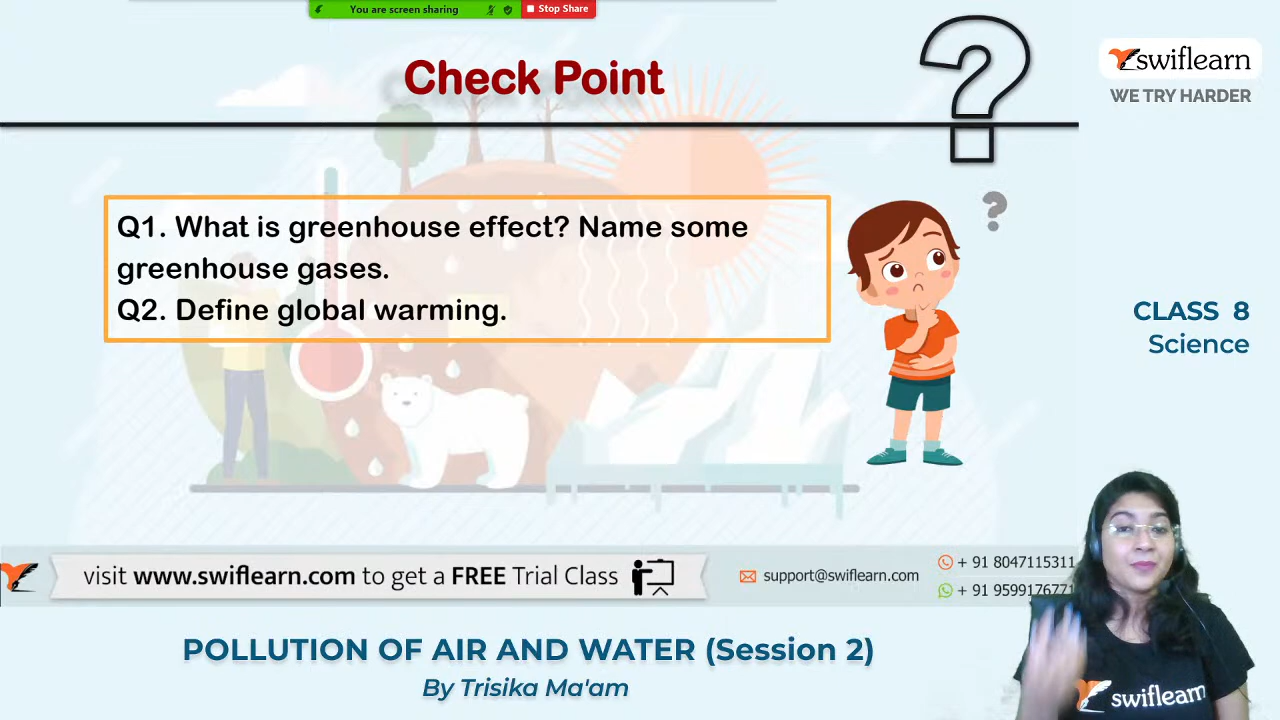 You are screen sharing
Stop Share
Check Point
?
swiflearn
WE TRY HARDER
Q1. What is greenhouse effect? Name some
greenhouse gases.
Q2. Define global warming.
?
CLASS 8
Science
visit www.swiflearn.com to get a FREE Trial Class
support@swiflearn.com
+ 91 8047115311
+ 91 9599176771
POLLUTION OF AIR AND WATER (Session 2)
By Trisika Ma'am
swiflearn